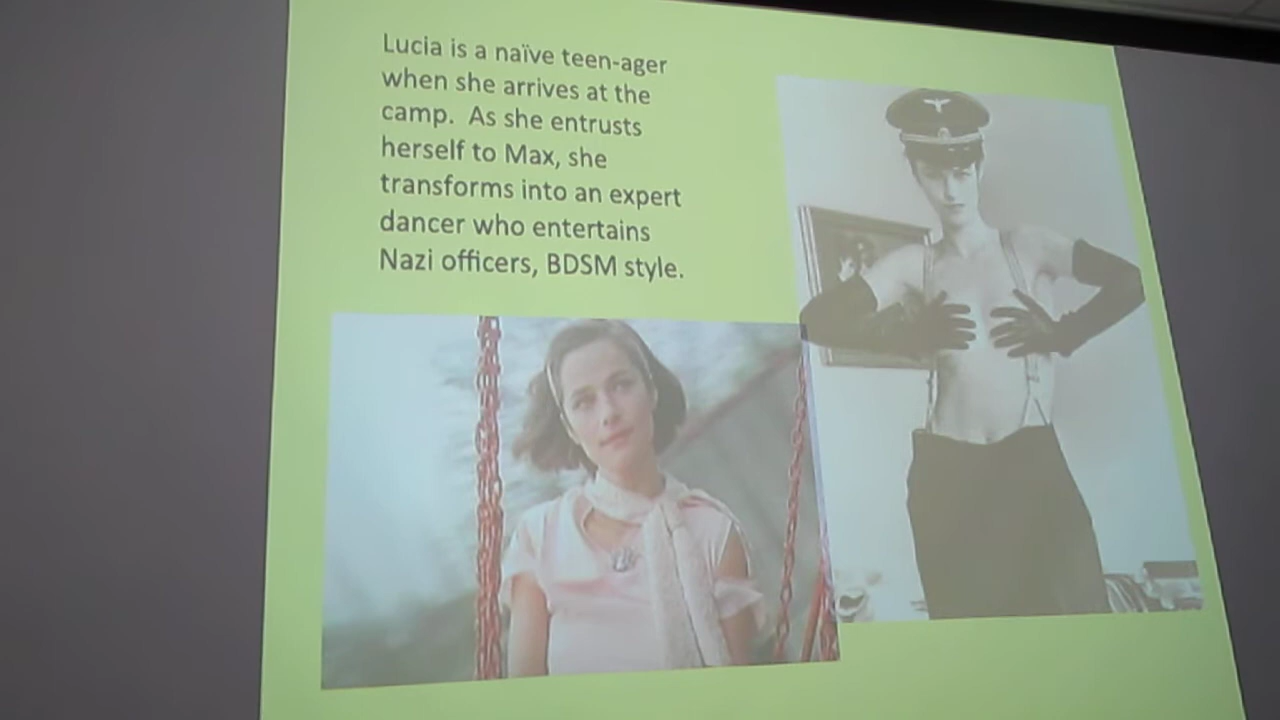 Lucia is a naïve teen-ager
when she arrives at the
camp.  As she entrusts
herself to Max, she
transforms into an expert
dancer who entertains
Nazi officers, BDSM style.